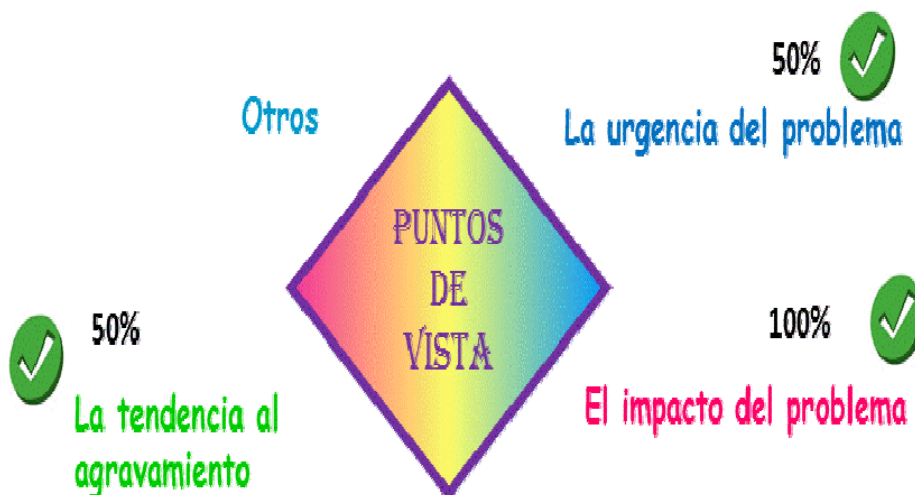 50%
Otros
La urgencia del problema
PUNTOS
DE
VISTA
50%
100%
La tendencia al
agravamiento
El impacto del problema